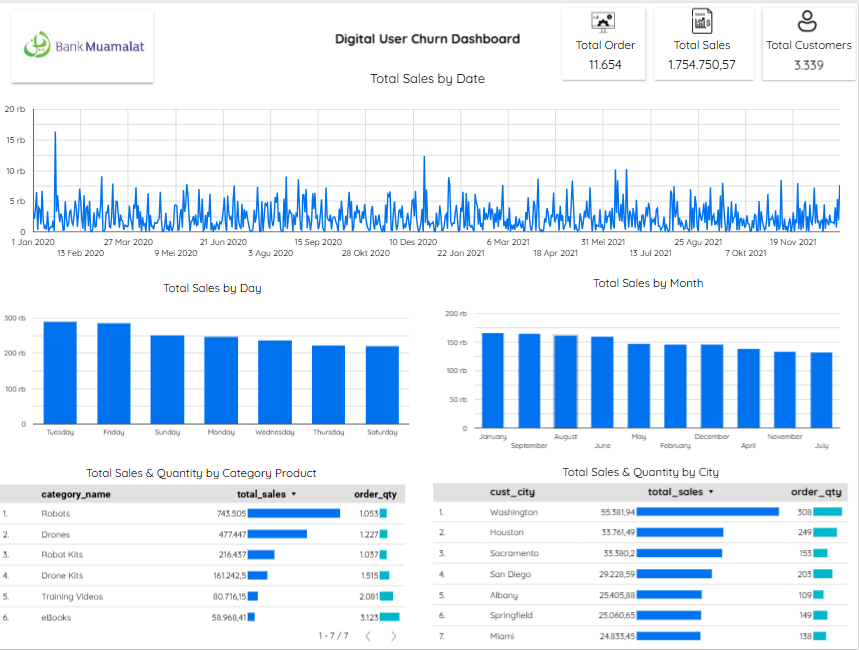 Bank Muamalat
Digital User Churn Dashboard
Total Order
11.654
Total Sales
1.754.750,57
Total Customers
3.339
Total Sales by Date
20 rb
15 rb
10 rb
5 rb
0
1 Jan 2020
13 Feb 2020
27 Mar 2020
9 Mei 2020
21 Jun 2020
3 Agu 2020
15 Sep 2020
28 Okt 2020
10 Des 2020
22 Jan 2021
6 Mar 2021
18 Apr 2021
31 Mei 2021
13 Jul 2021
25 Agu 2021
7 Okt 2021
19 Nov 2021
Total Sales by Day
300 rb
200 rb
100 rb
0
Tuesday
Friday
Sunday
Monday
Wednesday
Thursday
Saturday
Total Sales by Month
200 rb
150 rb
100 rb
50 rb
0
January
September
August
June
May
February
December
April
November
July
Total Sales & Quantity by Category Product
category_name total_sales order_qty
1. Robots 743.505 1.053
2. Drones 477.447 1.227
3. Robot Kits 216.437 1.037
4. Drone Kits 161.242,5 1.515
5. Training Videos 80.716,15 2.081
6. eBooks 58.968,41 3.123
1 - 7 / 7
Total Sales & Quantity by City
cust_city total_sales order_qty
1. Washington 55.381,94 308
2. Houston 33.761,49 249
3. Sacramento 33.380,2 153
4. San Diego 29.228,59 203
5. Albany 25.405,88 109
6. Springfield 25.060,65 149
7. Miami 24.833,45 138